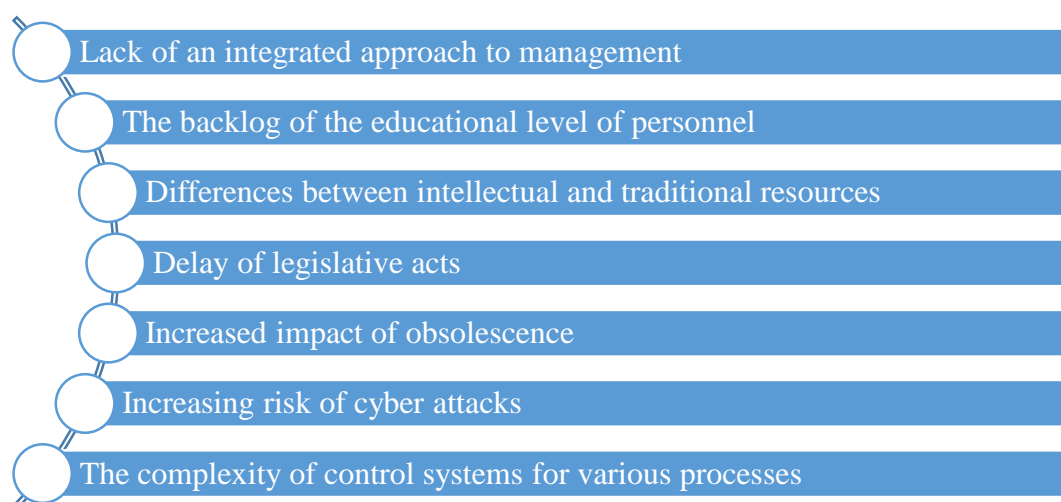 Lack of an integrated approach to management
The backlog of the educational level of personnel
Differences between intellectual and traditional resources
Delay of legislative acts
Increased impact of obsolescence
Increasing risk of cyber attacks
The complexity of control systems for various processes